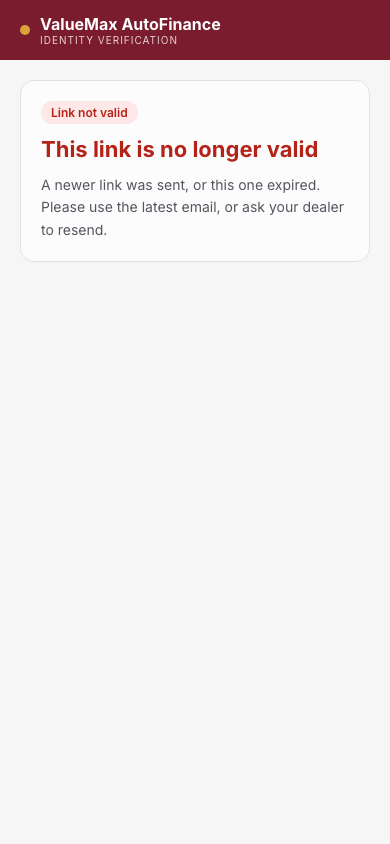 ValueMax AutoFinance
IDENTITY VERIFICATION
Link not valid
This link is no longer valid
A newer link was sent, or this one expired.
Please use the latest email, or ask your dealer
to resend.